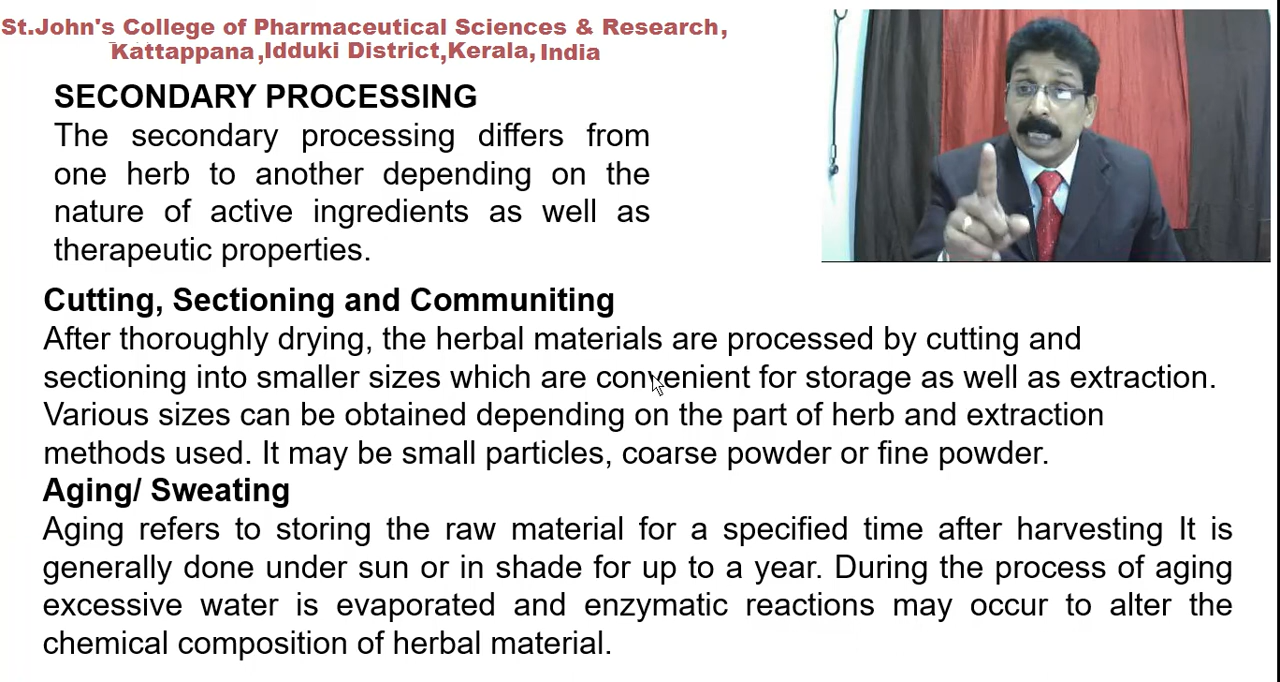 St.John's College of Pharmaceutical Sciences & Research,
Kattappana,Idduki District,Kerala, India
SECONDARY PROCESSING
The secondary processing differs from
one herb to another depending on the
nature of active ingredients as well as
therapeutic properties.
Cutting, Sectioning and Communiting
After thoroughly drying, the herbal materials are processed by cutting and
sectioning into smaller sizes which are convenient for storage as well as extraction.
Various sizes can be obtained depending on the part of herb and extraction
methods used. It may be small particles, coarse powder or fine powder.
Aging/ Sweating
Aging refers to storing the raw material for a specified time after harvesting It is
generally done under sun or in shade for up to a year. During the process of aging
excessive water is evaporated and enzymatic reactions may occur to alter the
chemical composition of herbal material.